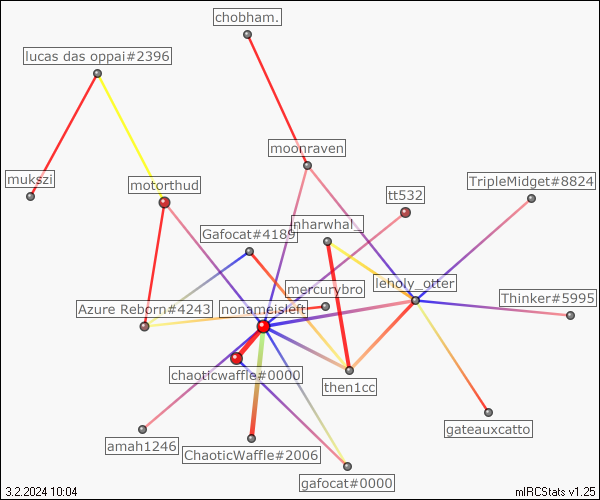 chobham.
lucas das oppai#2396
moonraven
mukszi
motorthud
TripleMidget#8824
tt532
nharwhal_
Gafocat#4189
leholy_otter
mercurybro
Thinker#5995
Azure Reborn#4243
nonameisleft
chaoticwaffle#0000
then1cc
gateauxcatto
amah1246
ChaoticWaffle#2006
gafocat#0000
3.2.2024 10:04
mIRCStats v1.25